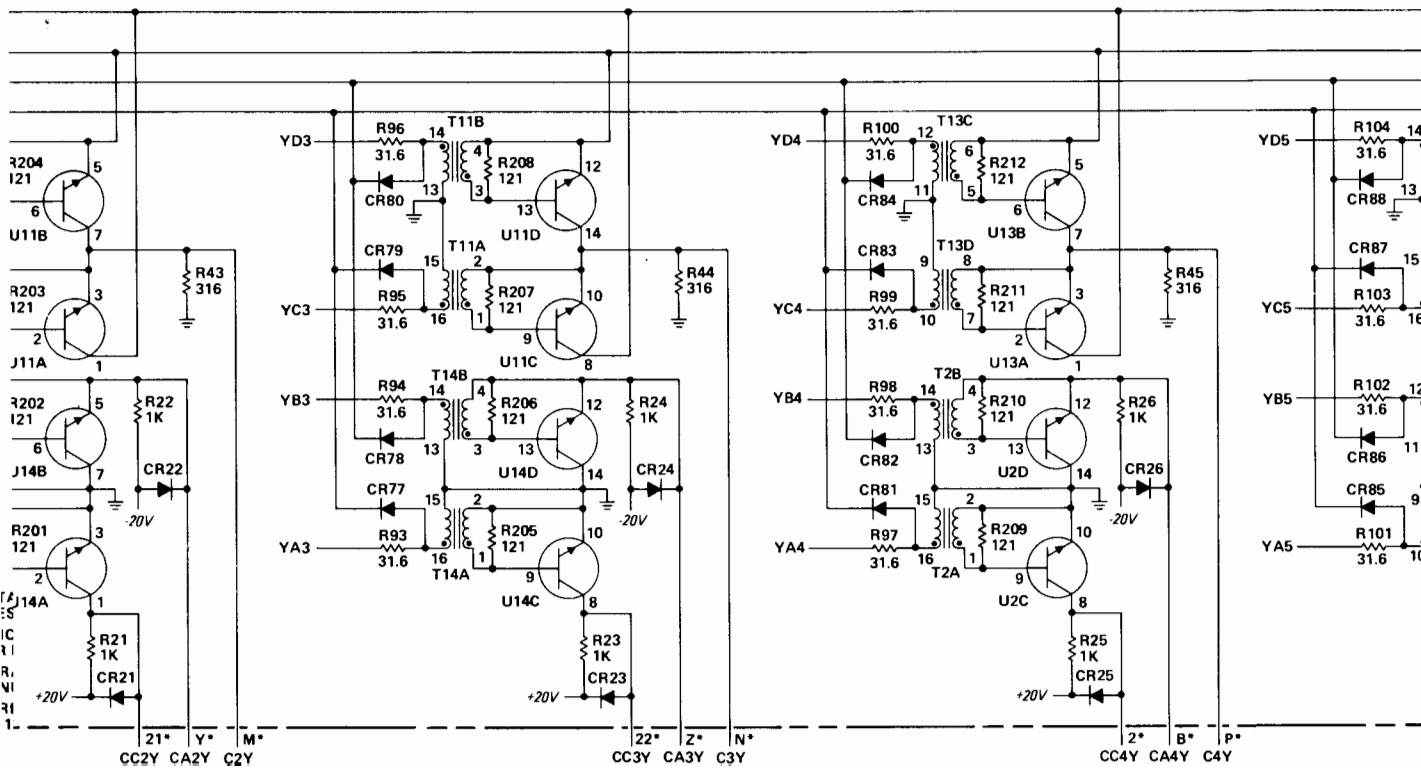 R204
121
5
6
U11B
7
R203
121
3
2
U11A
1
R43
316
R202
121
5
6
U14B
7
R22
1K
CR22
-20V
R201
121
3
2
U14A
1
R21
1K
CR21
+20V
21*
CC2Y
Y*
CA2Y
M*
C2Y
YD3
R96
31.6
CR80
T11B
14
13
4
3
R208
121
12
13
U11D
14
YC3
CR79
R95
31.6
T11A
15
16
2
1
R207
121
10
9
U11C
8
R44
316
YB3
R94
31.6
CR78
T14B
14
13
4
3
R206
121
12
13
U14D
14
R24
1K
CR24
-20V
YA3
CR77
R93
31.6
T14A
15
16
2
1
R205
121
10
9
U14C
8
R23
1K
CR23
+20V
22*
CC3Y
Z*
CA3Y
N*
C3Y
YD4
R100
31.6
CR84
T13C
12
11
6
5
R212
121
5
6
U13B
7
YC4
CR83
R99
31.6
T13D
9
10
8
7
R211
121
3
2
U13A
1
R45
316
YB4
R98
31.6
CR82
T2B
14
13
4
3
R210
121
12
13
U2D
14
R26
1K
CR26
-20V
YA4
CR81
R97
31.6
T2A
15
16
2
1
R209
121
10
9
U2C
8
R25
1K
CR25
+20V
2*
CC4Y
B*
CA4Y
P*
C4Y
YD5
R104
31.6
CR88
14
13
YC5
CR87
R103
31.6
15
16
YB5
R102
31.6
CR86
12
11
YA5
CR85
R101
31.6
9
10